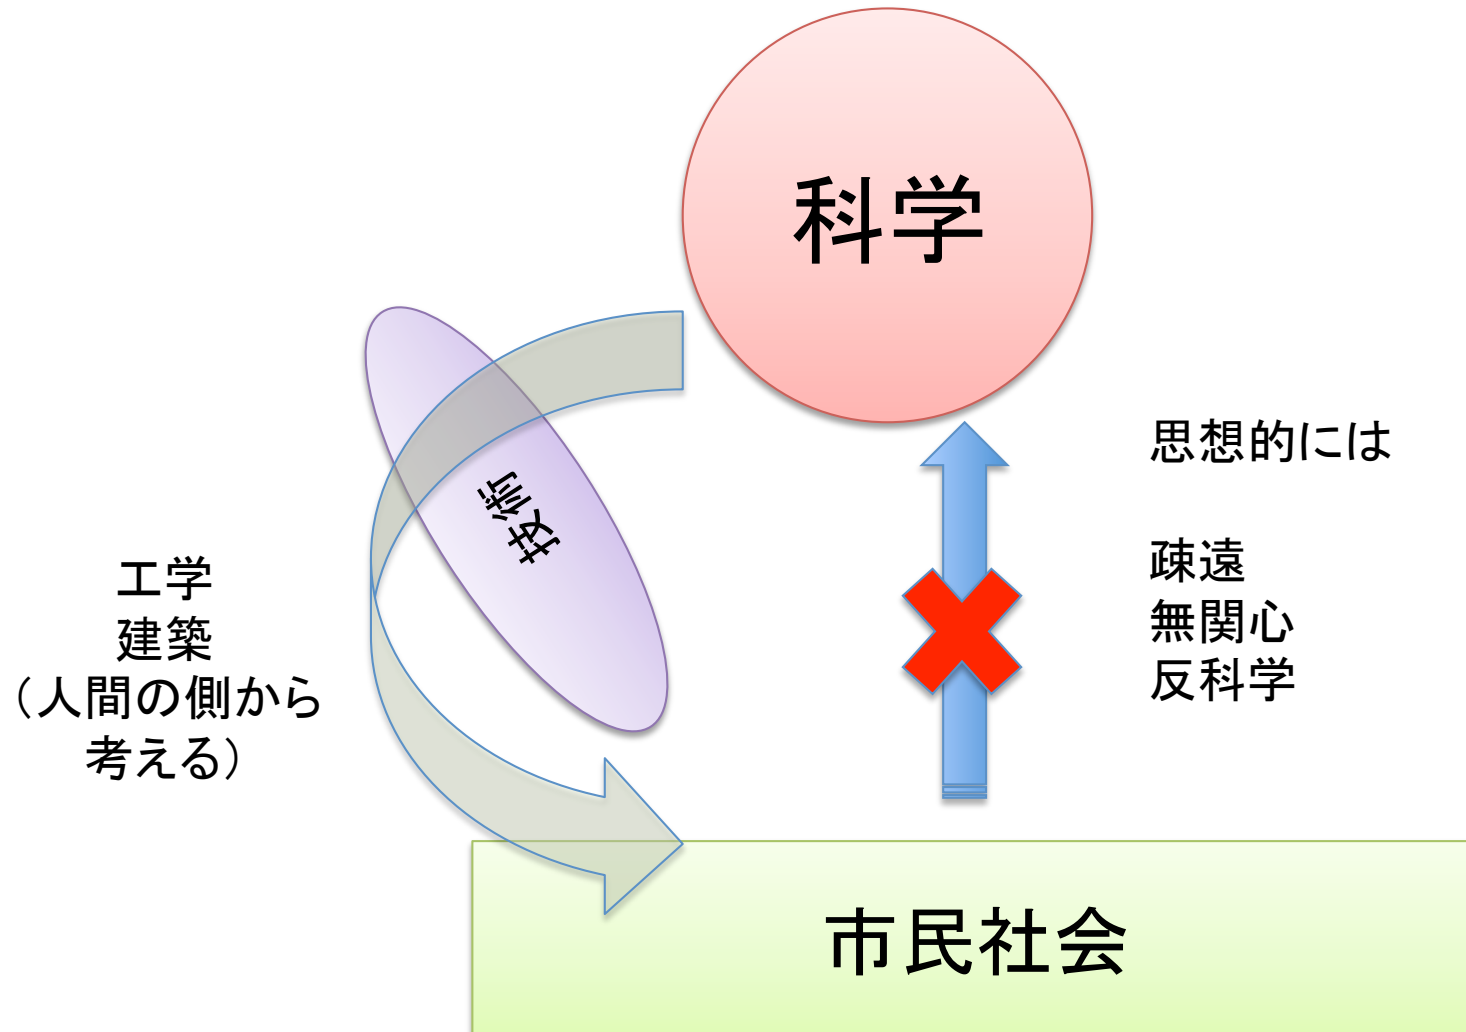 科学
技術
工学
建築
（人間の側から
考える）
思想的には
疎遠
無関心
反科学
市民社会